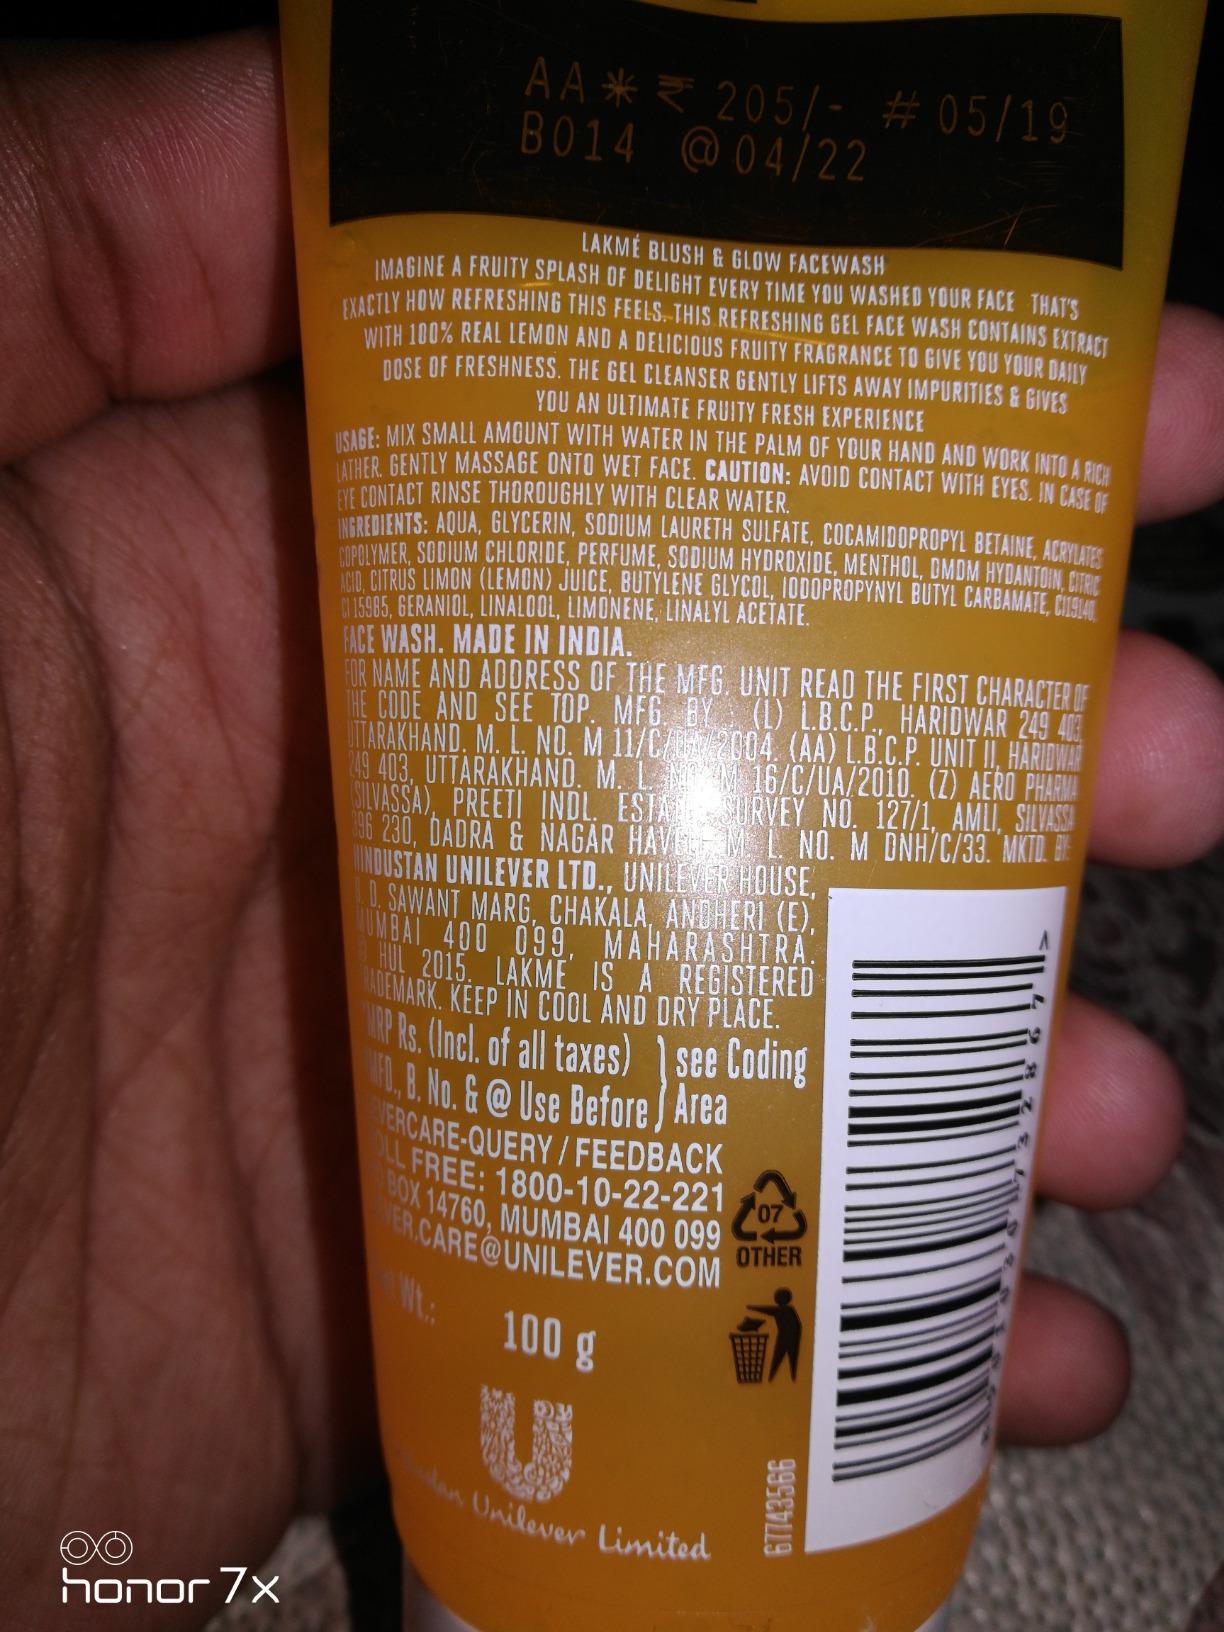 AA* ₹ 205/- # 05/19
B014 @04/22
LAKMÉ BLUSH & GLOW FACEWASH
IMAGINE A FRUITY SPLASH OF DELIGHT EVERY TIME YOU WASHED YOUR FACE THAT'S
EXACTLY HOW REFRESHING THIS FEELS. THIS REFRESHING GEL FACE WASH CONTAINS EXTRACT
WITH 100% REAL LEMON AND A DELICIOUS FRUITY FRAGRANCE TO GIVE YOU YOUR DAILY
DOSE OF FRESHNESS. THE GEL CLEANSER GENTLY LIFTS AWAY IMPURITIES & GIVES
YOU AN ULTIMATE FRUITY FRESH EXPERIENCE
USAGE: MIX SMALL AMOUNT WITH WATER IN THE PALM OF YOUR HAND AND WORK INTO A RICH
LATHER. GENTLY MASSAGE ONTO WET FACE. CAUTION: AVOID CONTACT WITH EYES. IN CASE OF
EYE CONTACT RINSE THOROUGHLY WITH CLEAR WATER.
INGREDIENTS: AQUA, GLYCERIN, SODIUM LAURETH SULFATE, COCAMIDOPROPYL BETAINE, ACRYLATES
COPOLYMER, SODIUM CHLORIDE, PERFUME, SODIUM HYDROXIDE, MENTHOL, DMDM HYDANTOIN, CITRIC
ACID, CITRUS LIMON (LEMON) JUICE, BUTYLENE GLYCOL, IODOPROPYNYL BUTYL CARBAMATE, CI19140,
CI 15985, GERANIOL, LINALOOL, LIMONENE, LINALYL ACETATE.
FACE WASH. MADE IN INDIA.
FOR NAME AND ADDRESS OF THE MFG. UNIT READ THE FIRST CHARACTER OF
THE CODE AND SEE TOP. MFG. BY : (L) L.B.C.P., HARIDWAR 249 403,
UTTARAKHAND. M. L. NO. M 11/C/UA/2004. (AA) L.B.C.P. UNIT II, HARIDWAR
249 403, UTTARAKHAND. M. L. NO. M 16/C/UA/2010. (Z) AERO PHARMA
(SILVASSA), PREETI INDL. ESTATE SURVEY NO. 127/1, AMLI, SILVASSA
396 230, DADRA & NAGAR HAVELI M. L. NO. M DNH/C/33. MKTD. BY:
HINDUSTAN UNILEVER LTD., UNILEVER HOUSE,
B. D. SAWANT MARG, CHAKALA, ANDHERI (E),
MUMBAI 400 099, MAHARASHTRA.
© HUL 2015. LAKME IS A REGISTERED
TRADEMARK. KEEP IN COOL AND DRY PLACE.
*MRP Rs. (Incl. of all taxes) } see Coding
MFD., B. No. & @ Use Before } Area
LEVERCARE-QUERY / FEEDBACK
TOLL FREE: 1800-10-22-221
BOX 14760, MUMBAI 400 099
LEVER.CARE@UNILEVER.COM
07
OTHER
Net Wt.:
100 g
Hindustan Unilever Limited
67743566
honor 7x